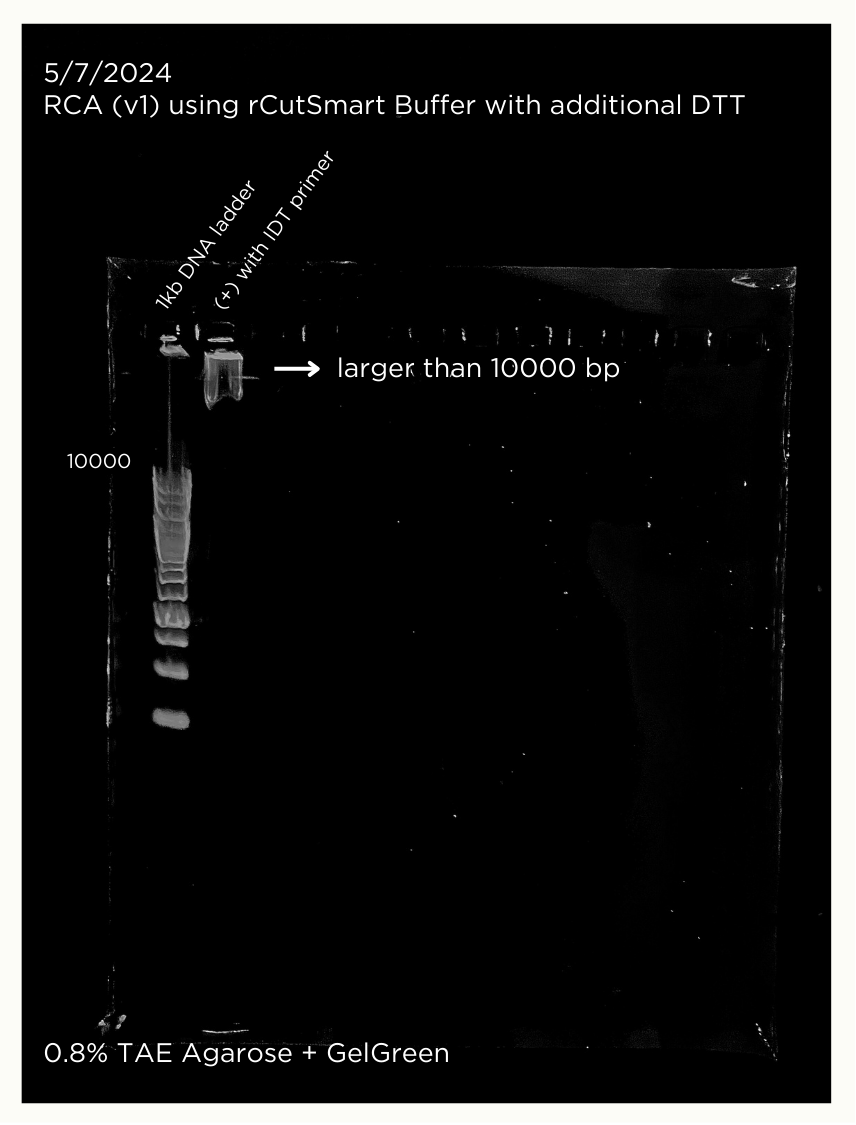 5/7/2024
RCA (v1) using rCutSmart Buffer with additional DTT
1kb DNA ladder
(+) with IDT primer
larger than 10000 bp
10000
0.8% TAE Agarose + GelGreen